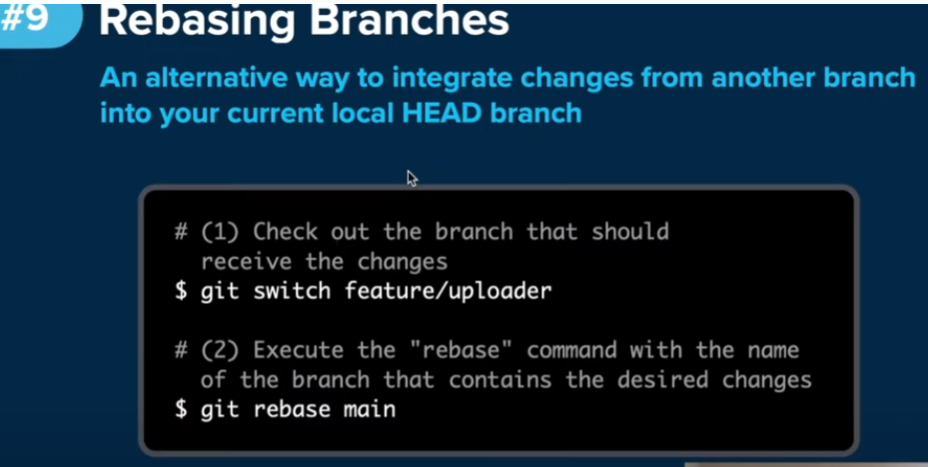 #9
Rebasing Branches
An alternative way to integrate changes from another branch
into your current local HEAD branch
# (1) Check out the branch that should
receive the changes
$ git switch feature/uploader
# (2) Execute the "rebase" command with the name
of the branch that contains the desired changes
$ git rebase main